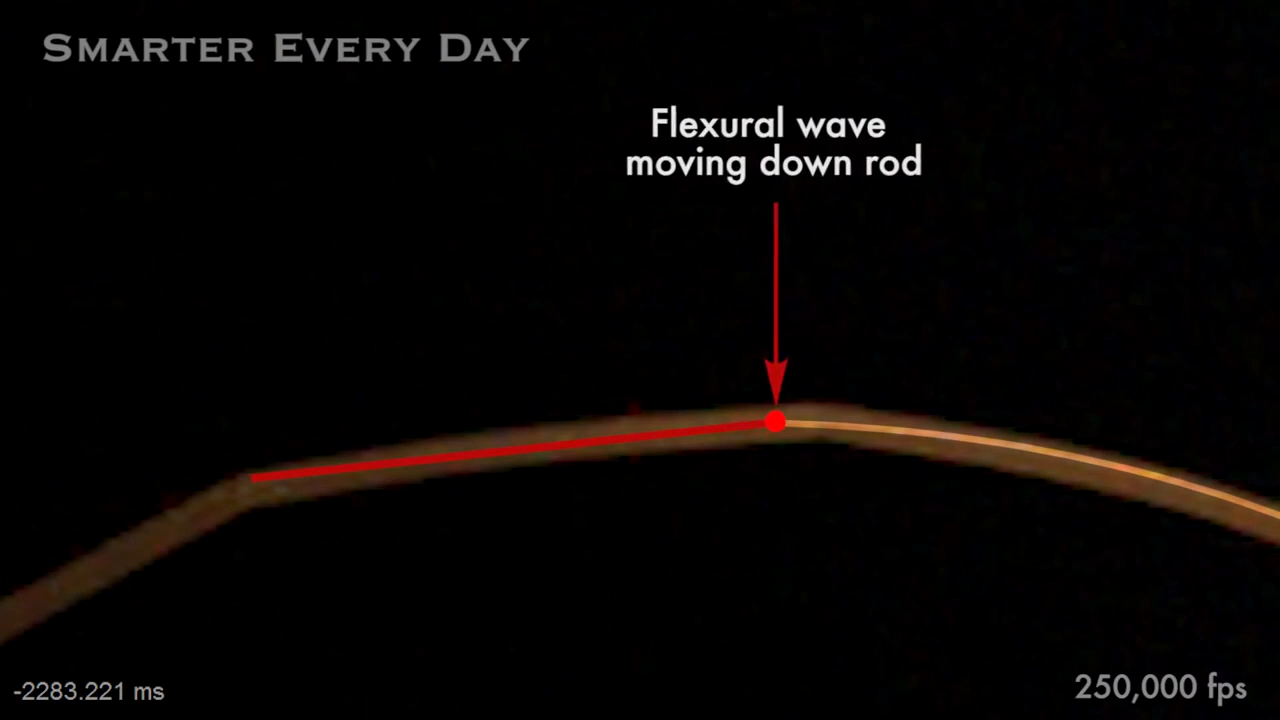 Smarter Every Day
Flexural wave
moving down rod
-2283.221 ms
250,000 fps